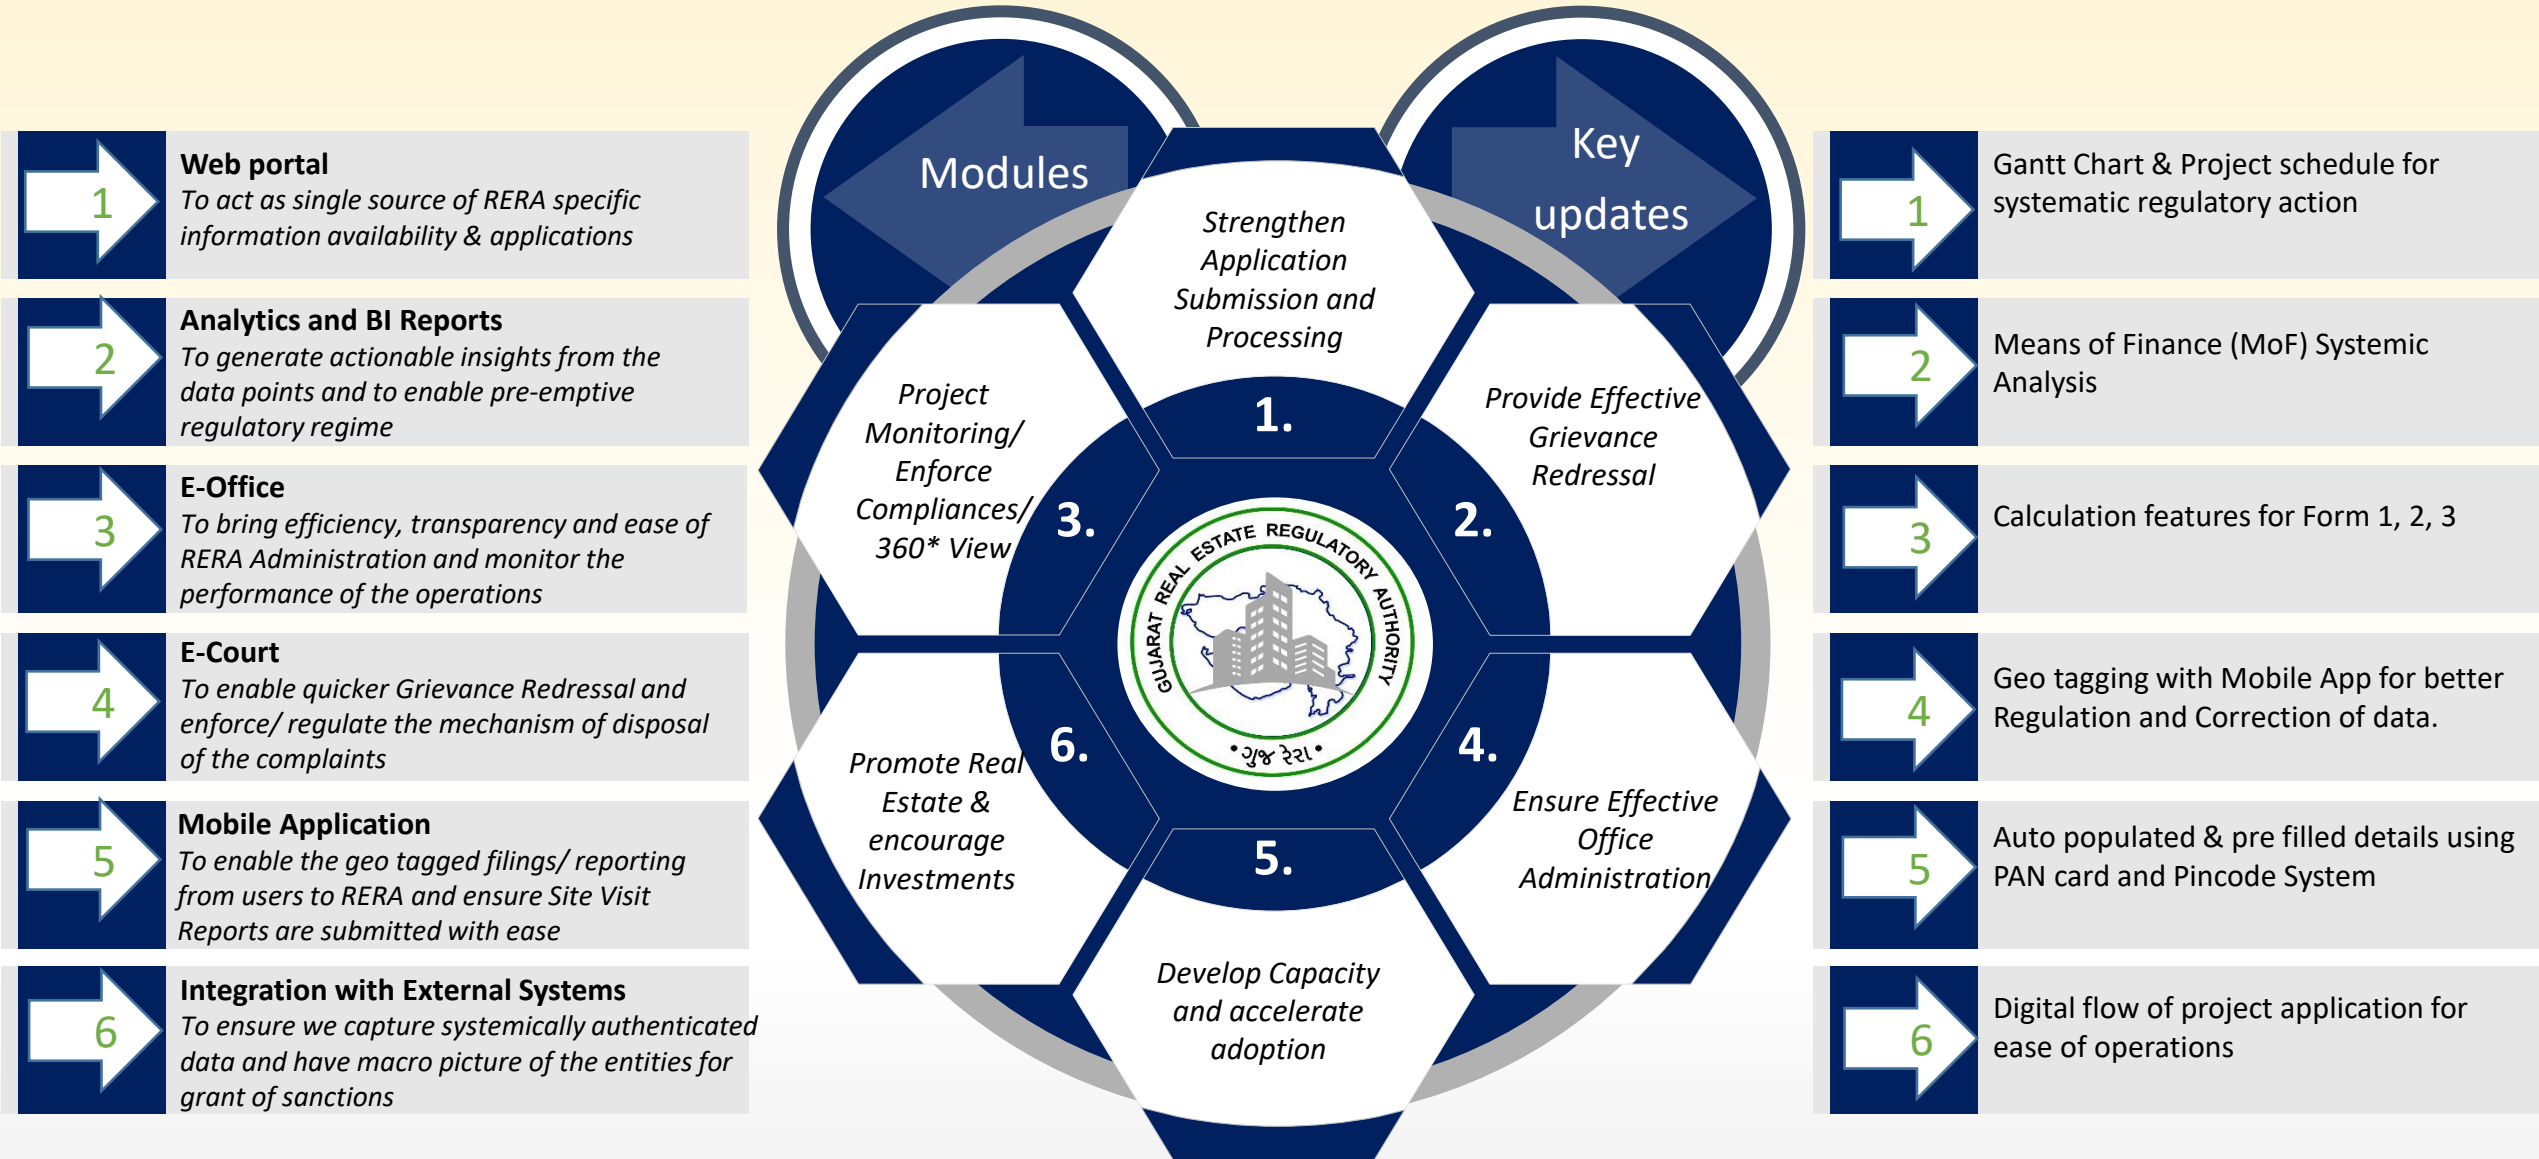 1
Web portal
To act as single source of RERA specific
information availability & applications
2
Analytics and BI Reports
To generate actionable insights from the
data points and to enable pre-emptive
regulatory regime
3
E-Office
To bring efficiency, transparency and ease of
RERA Administration and monitor the
performance of the operations
4
E-Court
To enable quicker Grievance Redressal and
enforce/ regulate the mechanism of disposal
of the complaints
5
Mobile Application
To enable the geo tagged filings/ reporting
from users to RERA and ensure Site Visit
Reports are submitted with ease
6
Integration with External Systems
To ensure we capture systemically authenticated
data and have macro picture of the entities for
grant of sanctions
Modules
Key
updates
Strengthen
Application
Submission and
Processing
1.
Provide Effective
Grievance
Redressal
2.
Project
Monitoring/
Enforce
Compliances/
360* View
3.
Ensure Effective
Office
Administration
4.
Develop Capacity
and accelerate
adoption
5.
Promote Real
Estate &
encourage
Investments
6.
GUJARAT REAL ESTATE REGULATORY AUTHORITY
• ગુજ રેરા •
1
Gantt Chart & Project schedule for
systematic regulatory action
2
Means of Finance (MoF) Systemic
Analysis
3
Calculation features for Form 1, 2, 3
4
Geo tagging with Mobile App for better
Regulation and Correction of data.
5
Auto populated & pre filled details using
PAN card and Pincode System
6
Digital flow of project application for
ease of operations